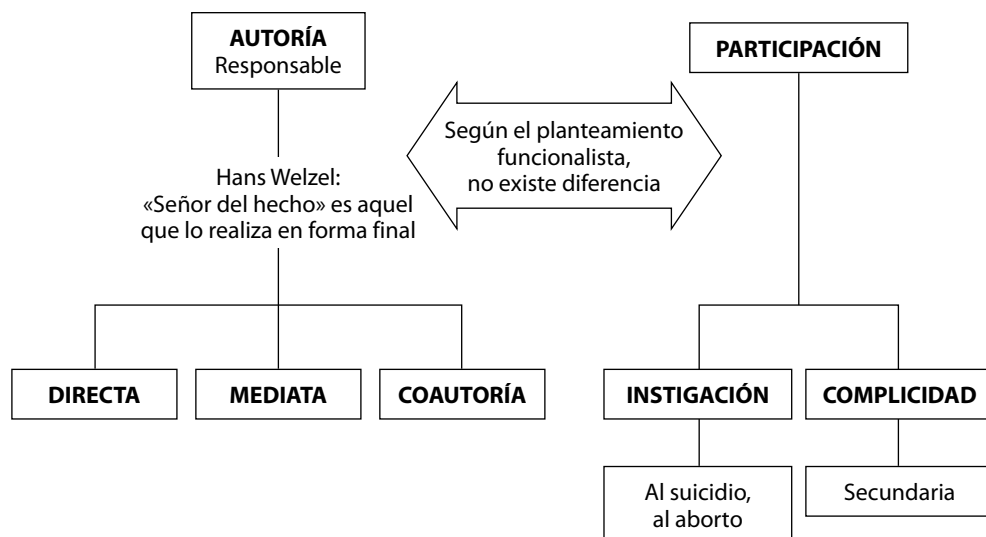 AUTORÍA
Responsable
PARTICIPACIÓN
Según el planteamiento
funcionalista,
no existe diferencia
Hans Welzel:
«Señor del hecho» es aquel
que lo realiza en forma final
DIRECTA
MEDIATA
COAUTORÍA
INSTIGACIÓN
COMPLICIDAD
Al suicidio,
al aborto
Secundaria